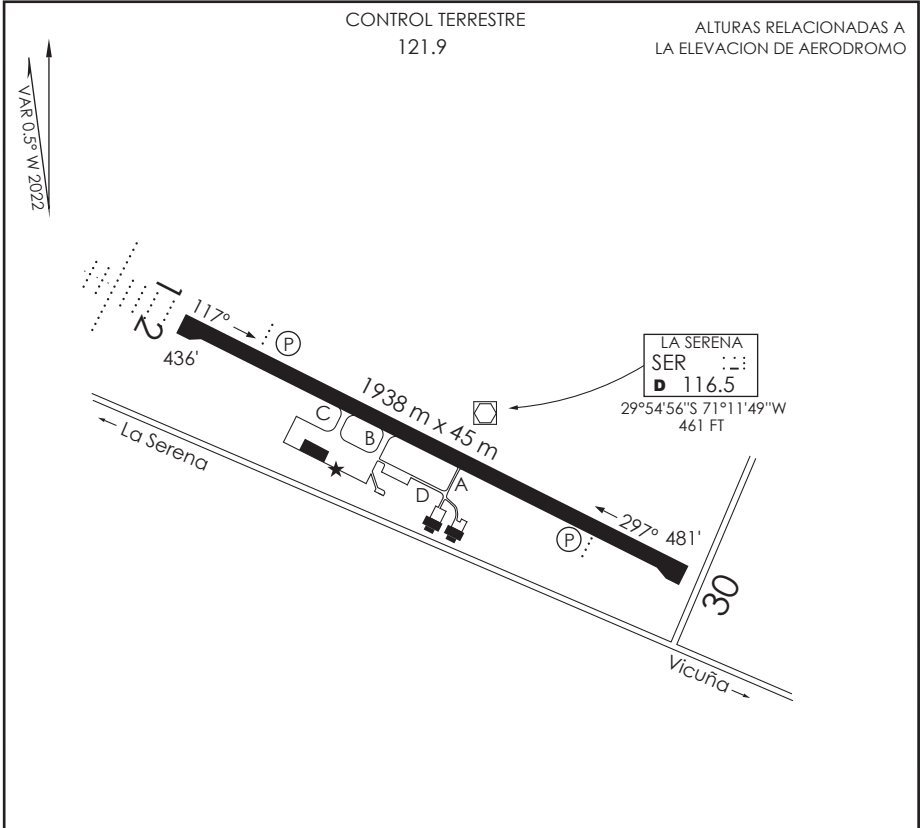 CONTROL TERRESTRE
121.9
ALTURAS RELACIONADAS A
LA ELEVACION DE AERODROMO
VAR 0.5° W 2022
12
117°
P
436'
LA SERENA
SER
D 116.5
29°54'56"S 71°11'49"W
461 FT
1938 m x 45 m
C
B
La Serena
D
A
297° 481'
P
30
Vicuña